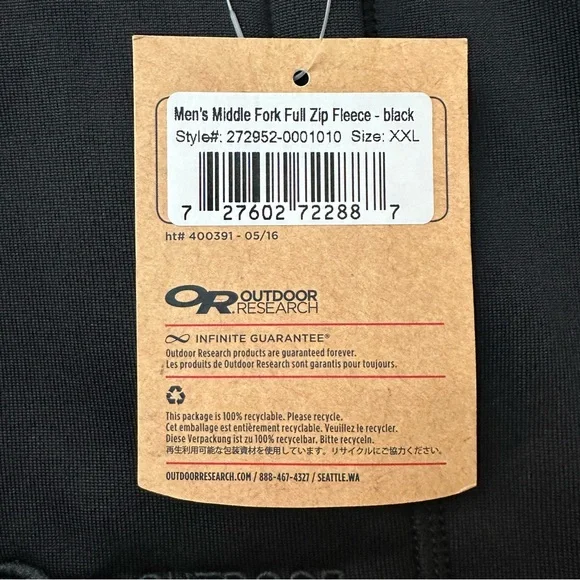 Men's Middle Fork Full Zip Fleece - black
Style#: 272952-0001010 Size: XXL
7 27602 72288 7
ht# 400391 - 05/16
OR OUTDOOR
RESEARCH
INFINITE GUARANTEE®
Outdoor Research products are guaranteed forever.
Les produits de Outdoor Research sont garantis pour toujours.
This package is 100% recyclable. Please recycle.
Cet emballage est entièrement recyclable. Veuillez le recycler.
Diese Verpackung ist zu 100% recycelbar. Bitte recyceln.
再生利用可能な包装資材を使用しています。リサイクルにご協力ください。
OUTDOORRESEARCH.COM / 888-467-4327 / SEATTLE.WA
OUTDOOR